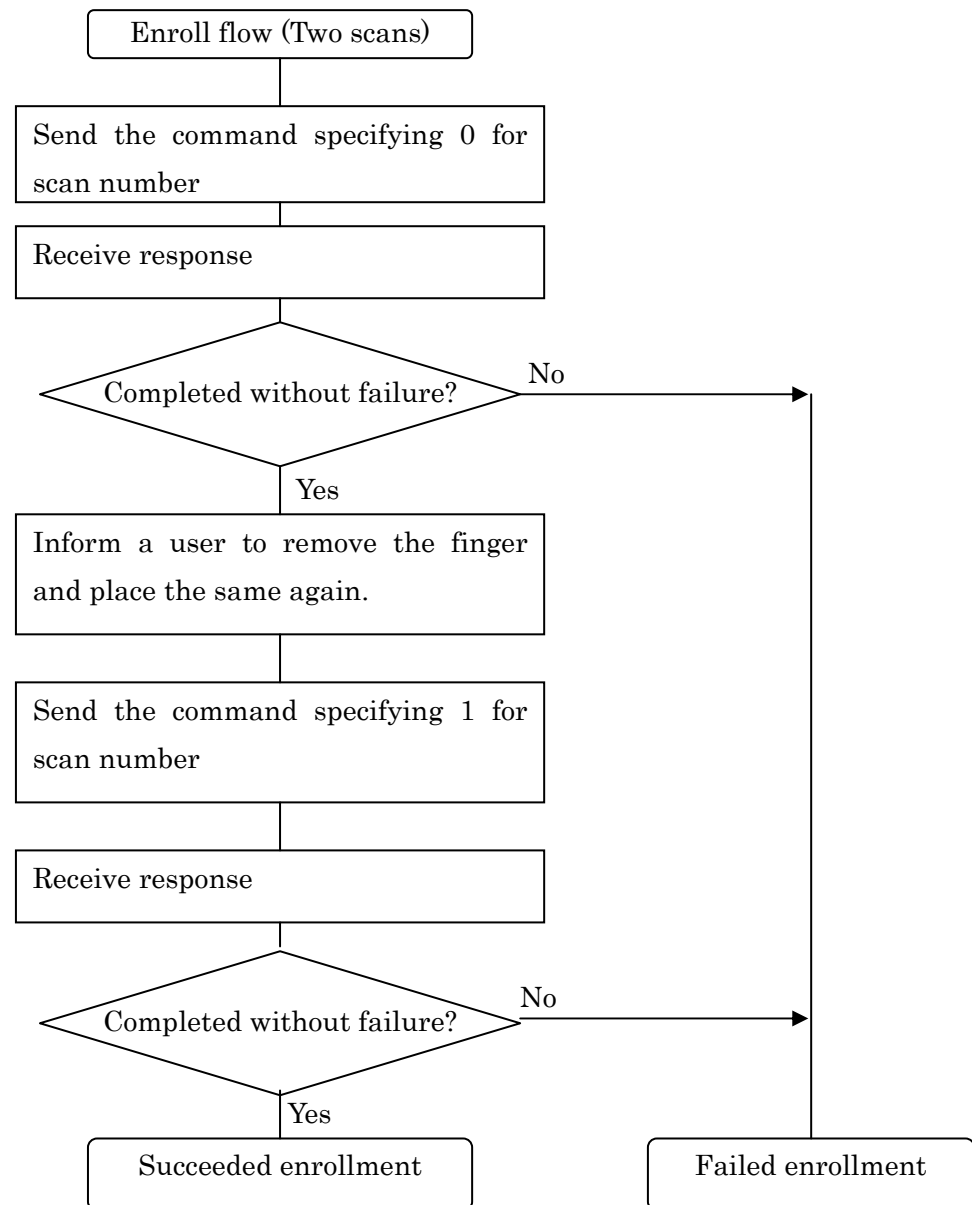 Enroll flow (Two scans)
Send the command specifying 0 for
scan number
Receive response
Completed without failure?
No
Yes
Inform a user to remove the finger
and place the same again.
Send the command specifying 1 for
scan number
Receive response
Completed without failure?
No
Yes
Succeeded enrollment
Failed enrollment